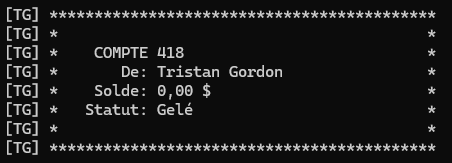 [TG] *******************************************
[TG] *                                         *
[TG] *    COMPTE 418                           *
[TG] *       De: Tristan Gordon                *
[TG] *    Solde: 0,00 $                        *
[TG] *   Statut: Gelé                          *
[TG] *                                         *
[TG] *******************************************